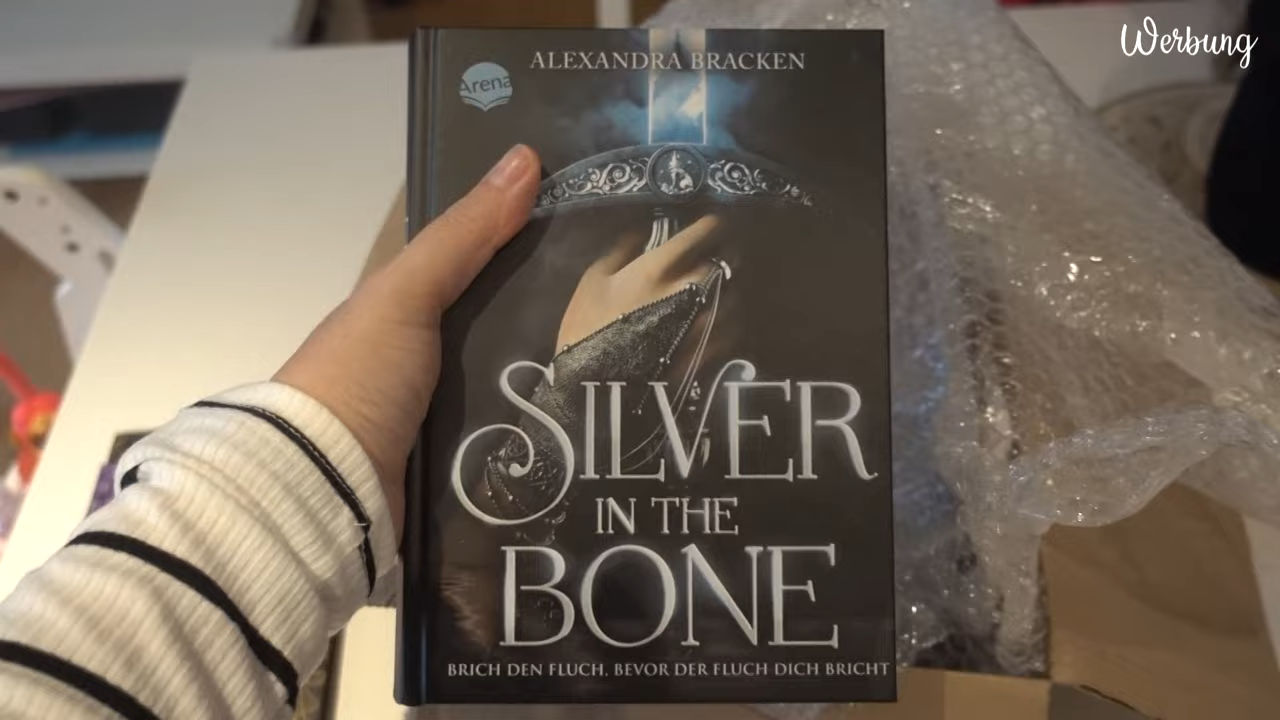 Werbung
ALEXANDRA BRACKEN
Arena
SILVER
IN THE
BONE
BRICH DEN FLUCH, BEVOR DER FLUCH DICH BRICHT